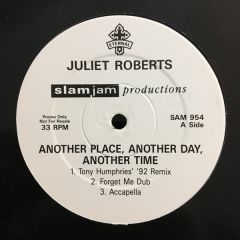 ETERNAL
JULIET ROBERTS
slamjam productions
Promo Only
Not For Resale
33 RPM
SAM 954
A Side
ANOTHER PLACE, ANOTHER DAY,
ANOTHER TIME
1. Tony Humphries' '92 Remix
2. Forget Me Dub
3. Accapella